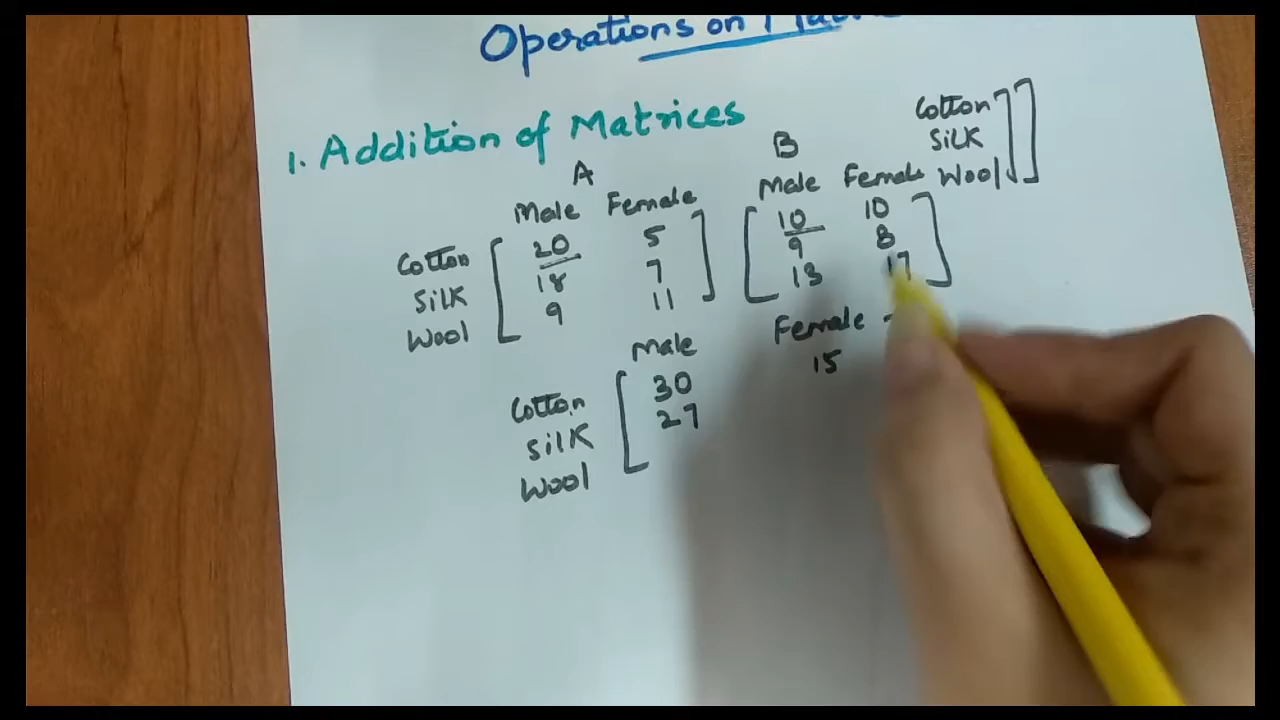 Operations on
1. Addition of Matrices
Cotton
SiLK
Wool
A
B
Male Female
Male Female
Cotton 20 5
SiLK 18 7
Wool 9 11
10 10
9 8
13 17
Male Female
Cotton 30 15
SiLK 27
Wool